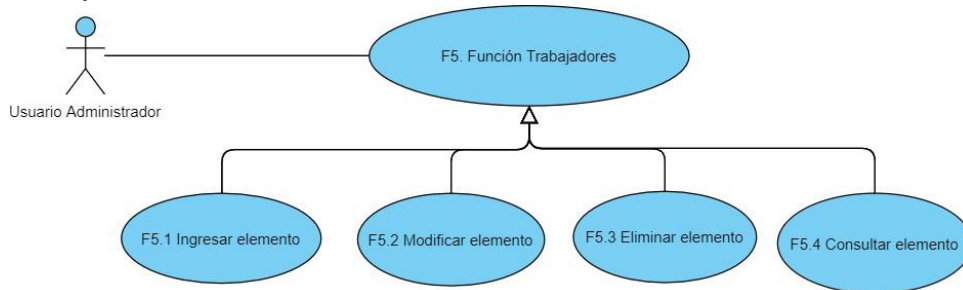 F5. Función Trabajadores
Usuario Administrador
F5.1 Ingresar elemento
F5.2 Modificar elemento
F5.3 Eliminar elemento
F5.4 Consultar elemento